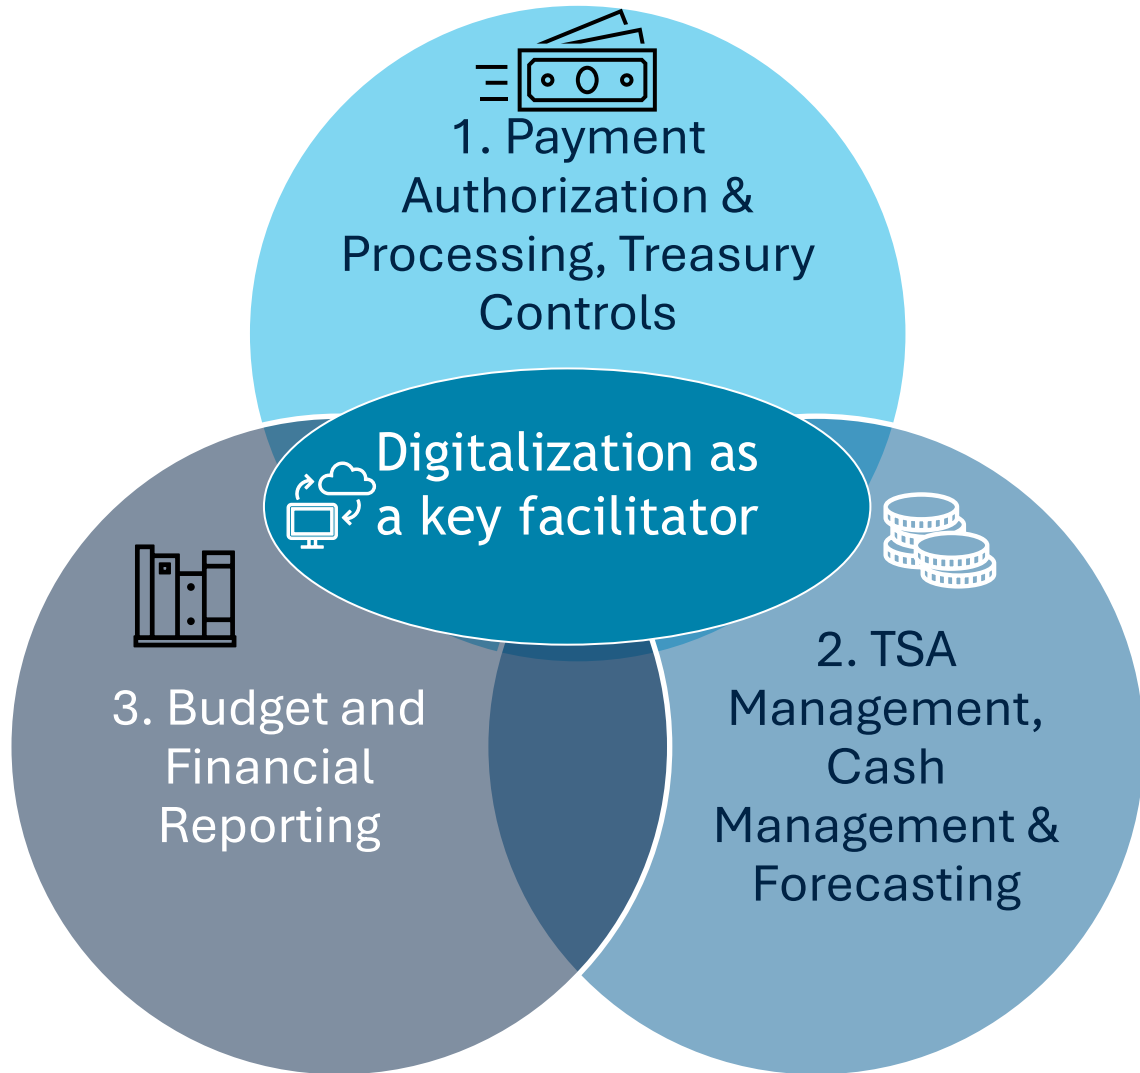 1. Payment
Authorization &
Processing, Treasury
Controls
Digitalization as
a key facilitator
2. TSA
Management,
Cash
Management &
Forecasting
3. Budget and
Financial
Reporting